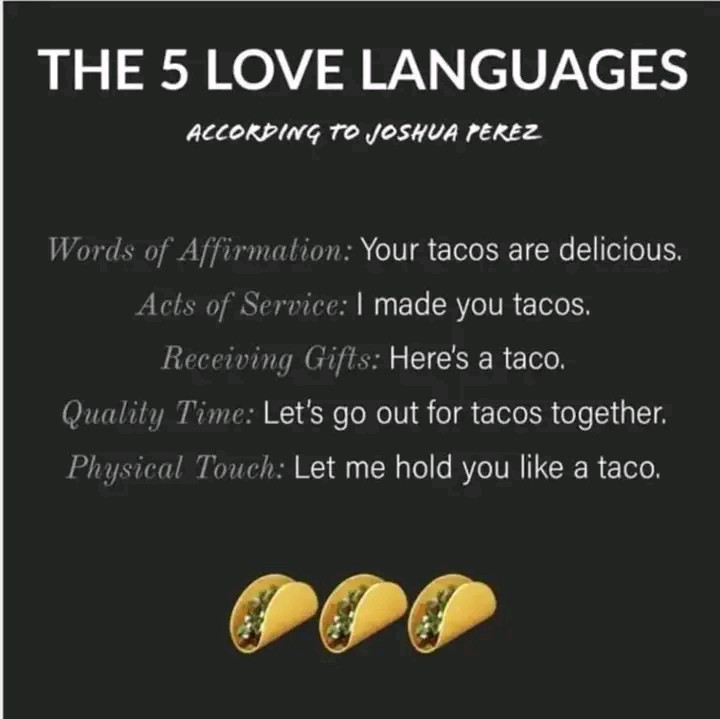 THE 5 LOVE LANGUAGES
ACCORDING TO JOSHUA PEREZ
Words of Affirmation: Your tacos are delicious.
Acts of Service: I made you tacos.
Receiving Gifts: Here's a taco.
Quality Time: Let's go out for tacos together.
Physical Touch: Let me hold you like a taco.